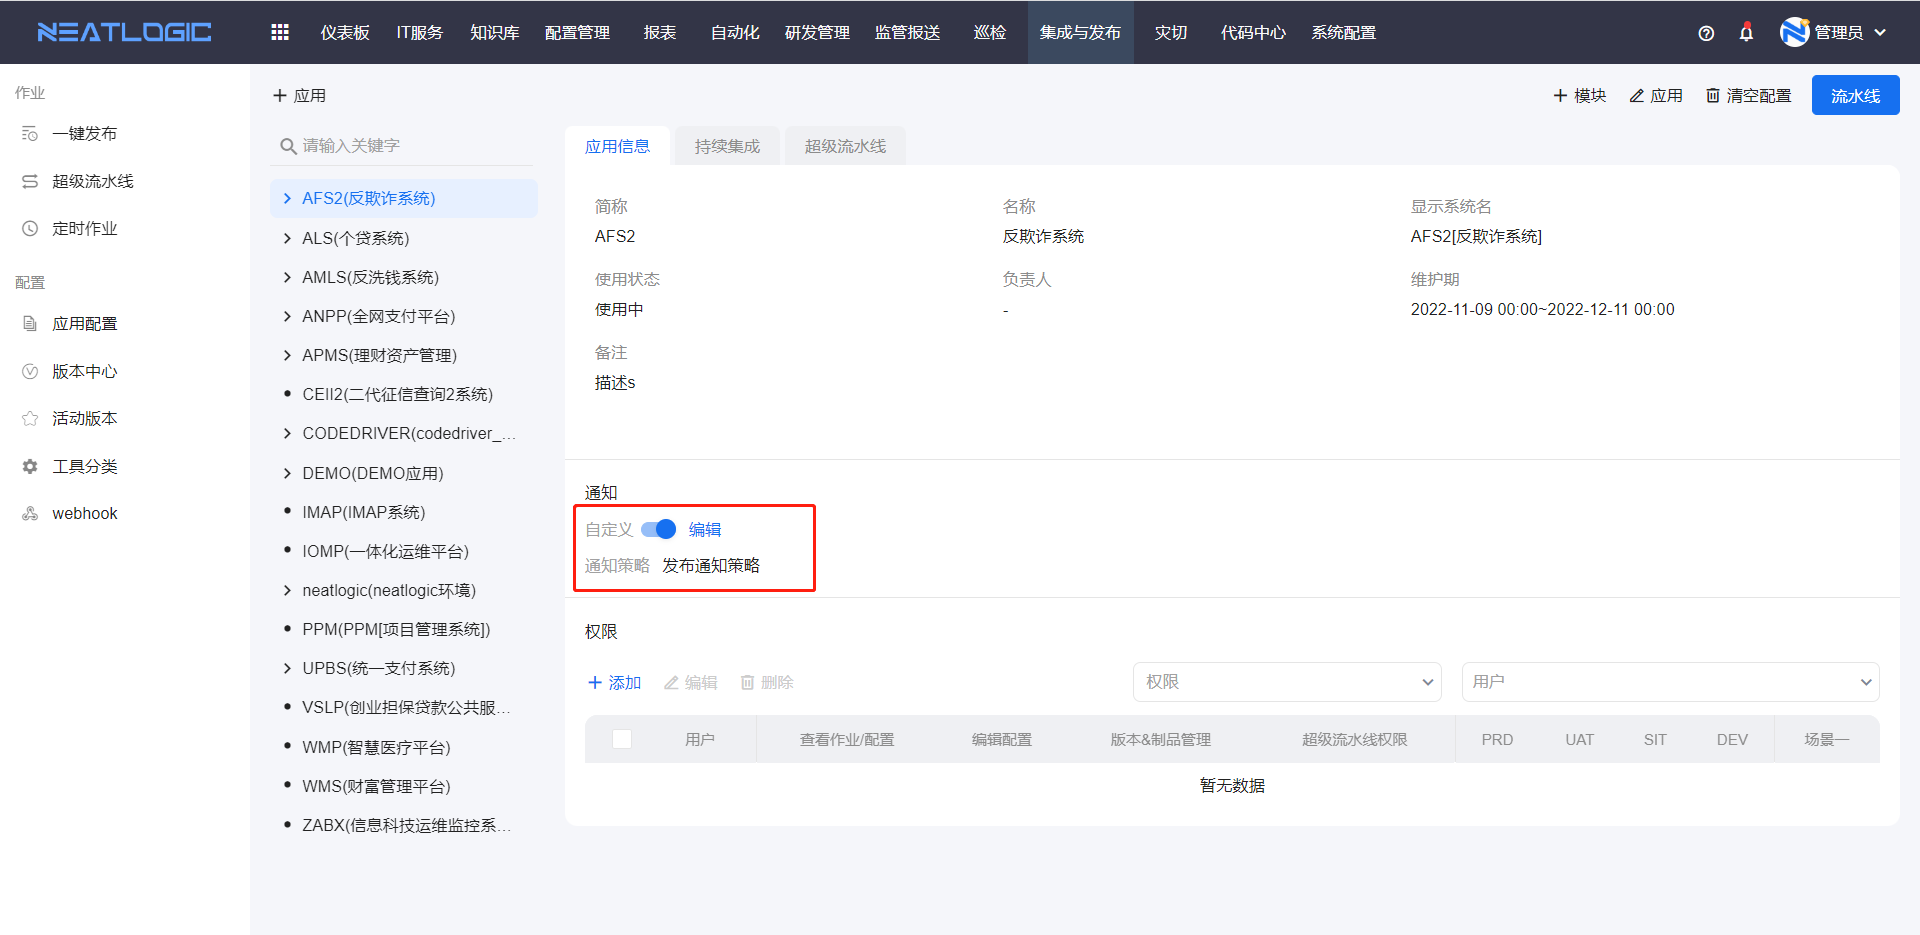 NEATLOGIC 仪表板 IT服务 知识库 配置管理 报表 自动化 研发管理 监管报送 巡检 集成与发布 灾切 代码中心 系统配置 管理员
作业
一键发布
超级流水线
定时作业
配置
应用配置
版本中心
活动版本
工具分类
webhook
应用
请输入关键字
AFS2(反欺诈系统)
ALS(个贷系统)
AMLS(反洗钱系统)
ANPP(全网支付平台)
APMS(理财资产管理)
CEII2(二代征信查询2系统)
CODEDRIVER(codedriver_...
DEMO(DEMO应用)
IMAP(IMAP系统)
IOMP(一体化运维平台)
neatlogic(neatlogic环境)
PPM(PPM[项目管理系统])
UPBS(统一支付系统)
VSLP(创业担保贷款公共服...
WMP(智慧医疗平台)
WMS(财富管理平台)
ZABX(信息科技运维监控系...
模块 应用 清空配置 流水线
应用信息 持续集成 超级流水线
简称 名称 显示系统名
AFS2 反欺诈系统 AFS2[反欺诈系统]
使用状态 负责人 维护期
使用中 - 2022-11-09 00:00~2022-12-11 00:00
备注
描述s
通知
自定义 编辑
通知策略 发布通知策略
权限
添加 编辑 删除 权限 用户
用户 查看作业/配置 编辑配置 版本&制品管理 超级流水线权限 PRD UAT SIT DEV 场景一
暂无数据